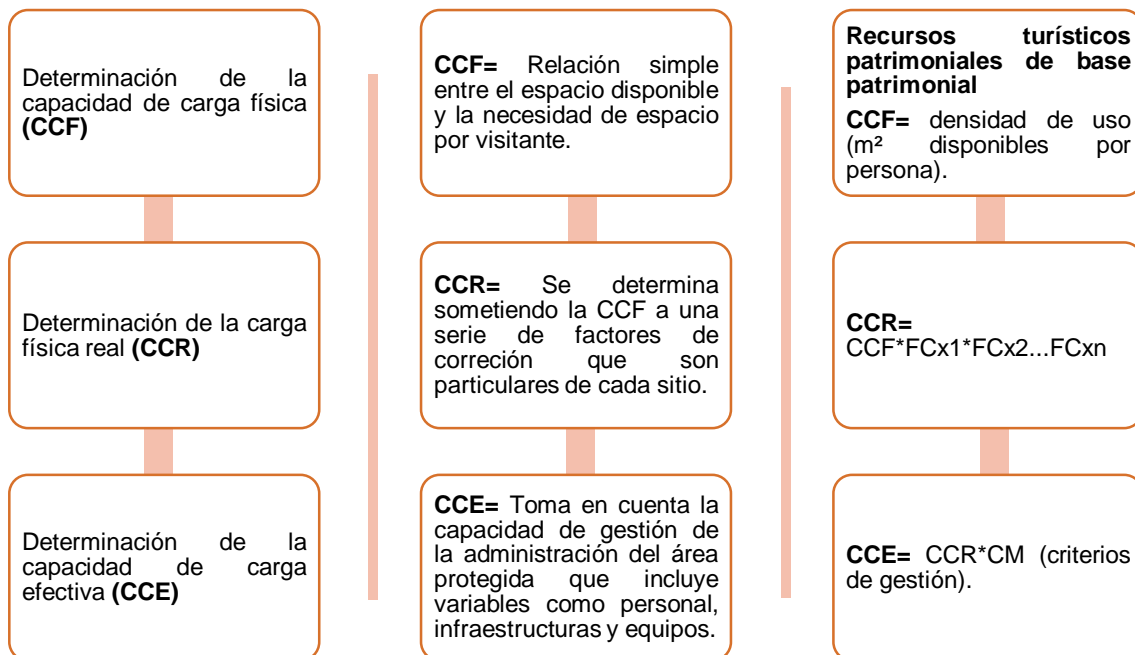 Determinación de la
capacidad de carga física
(CCF)
CCF= Relación simple
entre el espacio disponible
y la necesidad de espacio
por visitante.
Recursos turísticos
patrimoniales de base
patrimonial
CCF= densidad de uso
(m² disponibles por
persona).
Determinación de la carga
física real (CCR)
CCR= Se determina
sometiendo la CCF a una
serie de factores de
correción que son
particulares de cada sitio.
CCR=
CCF*FCx1*FCx2...FCxn
Determinación de la
capacidad de carga
efectiva (CCE)
CCE= Toma en cuenta la
capacidad de gestión de
la administración del área
protegida que incluye
variables como personal,
infraestructuras y equipos.
CCE= CCR*CM (criterios
de gestión).